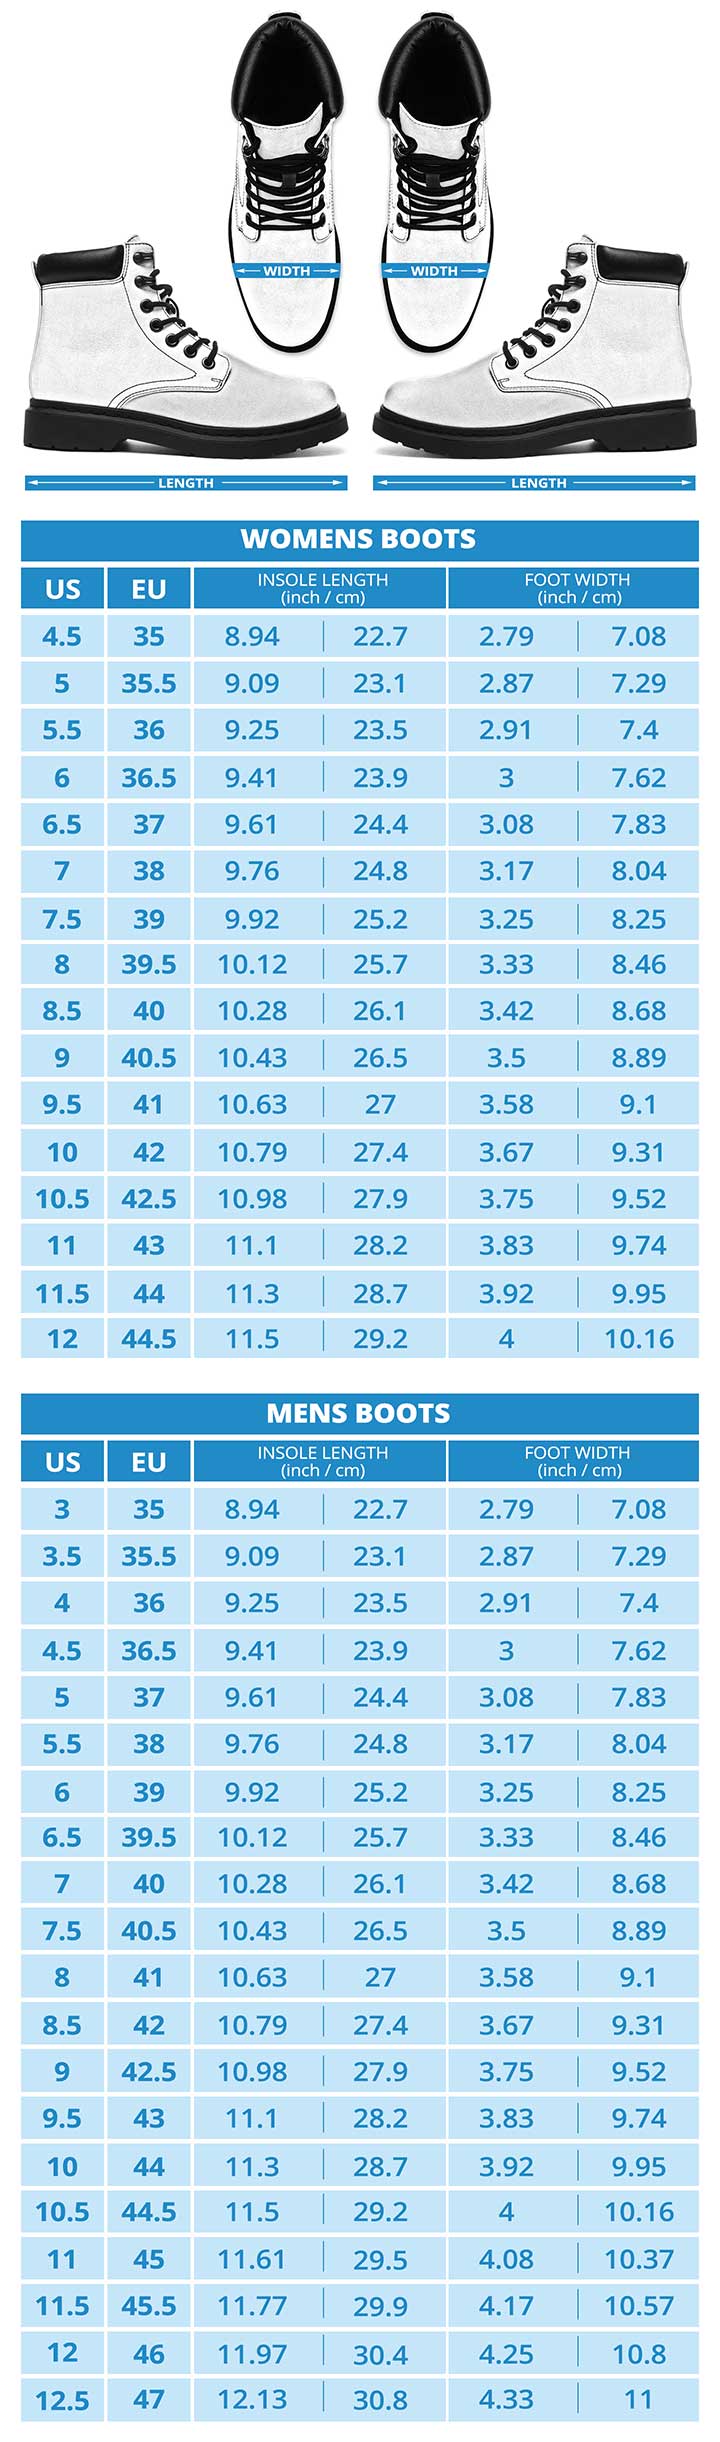 WIDTH WIDTH
LENGTH LENGTH
WOMENS BOOTS
US EU INSOLE LENGTH (inch / cm) FOOT WIDTH (inch / cm)
4.5 35 8.94 22.7 2.79 7.08
5 35.5 9.09 23.1 2.87 7.29
5.5 36 9.25 23.5 2.91 7.4
6 36.5 9.41 23.9 3 7.62
6.5 37 9.61 24.4 3.08 7.83
7 38 9.76 24.8 3.17 8.04
7.5 39 9.92 25.2 3.25 8.25
8 39.5 10.12 25.7 3.33 8.46
8.5 40 10.28 26.1 3.42 8.68
9 40.5 10.43 26.5 3.5 8.89
9.5 41 10.63 27 3.58 9.1
10 42 10.79 27.4 3.67 9.31
10.5 42.5 10.98 27.9 3.75 9.52
11 43 11.1 28.2 3.83 9.74
11.5 44 11.3 28.7 3.92 9.95
12 44.5 11.5 29.2 4 10.16
MENS BOOTS
US EU INSOLE LENGTH (inch / cm) FOOT WIDTH (inch / cm)
3 35 8.94 22.7 2.79 7.08
3.5 35.5 9.09 23.1 2.87 7.29
4 36 9.25 23.5 2.91 7.4
4.5 36.5 9.41 23.9 3 7.62
5 37 9.61 24.4 3.08 7.83
5.5 38 9.76 24.8 3.17 8.04
6 39 9.92 25.2 3.25 8.25
6.5 39.5 10.12 25.7 3.33 8.46
7 40 10.28 26.1 3.42 8.68
7.5 40.5 10.43 26.5 3.5 8.89
8 41 10.63 27 3.58 9.1
8.5 42 10.79 27.4 3.67 9.31
9 42.5 10.98 27.9 3.75 9.52
9.5 43 11.1 28.2 3.83 9.74
10 44 11.3 28.7 3.92 9.95
10.5 44.5 11.5 29.2 4 10.16
11 45 11.61 29.5 4.08 10.37
11.5 45.5 11.77 29.9 4.17 10.57
12 46 11.97 30.4 4.25 10.8
12.5 47 12.13 30.8 4.33 11